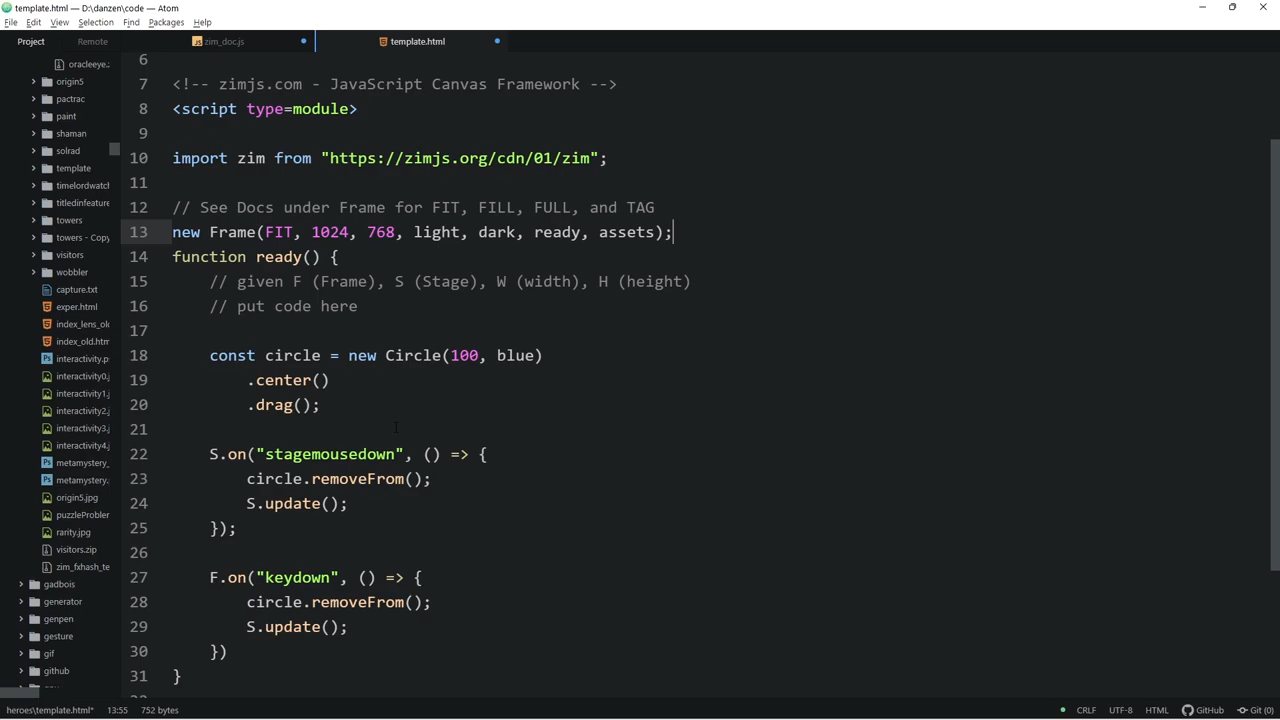 template.html — D:\danzen\code — Atom
File Edit View Selection Find Packages Help
Project Remote zim_doc.js template.html
oracleeye.
origin5
pactrac
paint
shaman
solrad
template
timelordwatch
titledinfeature
towers
towers - Copy
visitors
wobbler
capture.txt
exper.html
index_lens_old
index_old.htm
interactivity.p
interactivity0.j
interactivity1.j
interactivity2.j
interactivity3.j
interactivity4.j
metamystery_
metamystery.
origin5.jpg
puzzleProbler
rarity.jpg
visitors.zip
zim_fxhash_te
gadbois
generator
genpen
gesture
gif
github
6
7 <!-- zimjs.com - JavaScript Canvas Framework -->
8 <script type=module>
9
10 import zim from "https://zimjs.org/cdn/01/zim";
11
12 // See Docs under Frame for FIT, FILL, FULL, and TAG
13 new Frame(FIT, 1024, 768, light, dark, ready, assets);
14 function ready() {
15 // given F (Frame), S (Stage), W (width), H (height)
16 // put code here
17
18 const circle = new Circle(100, blue)
19 .center()
20 .drag();
21
22 S.on("stagemousedown", () => {
23 circle.removeFrom();
24 S.update();
25 });
26
27 F.on("keydown", () => {
28 circle.removeFrom();
29 S.update();
30 })
31 }
heroes\template.html* 13:55 752 bytes CRLF UTF-8 HTML GitHub Git (0)